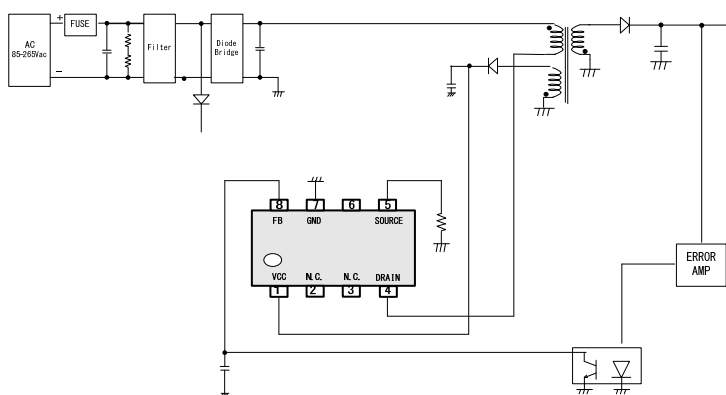 +
FUSE
AC
85-265Vac
Filter
Diode
Bridge
−
8 7 6 5
FB GND SOURCE
VCC N.C. N.C. DRAIN
1 2 3 4
ERROR
AMP